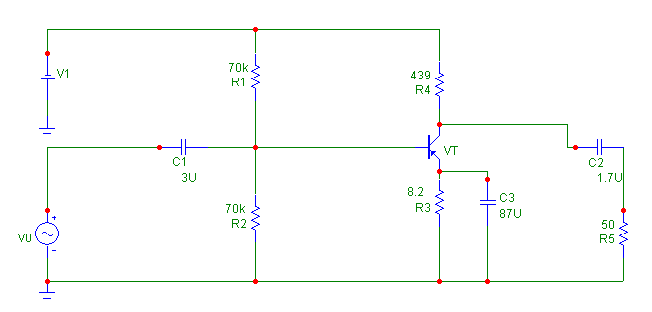 70k
R1
V1
439
R4
C1
3U
VT
C2
1.7U
70k
R2
8.2
R3
C3
87U
50
R5
+
VU
-